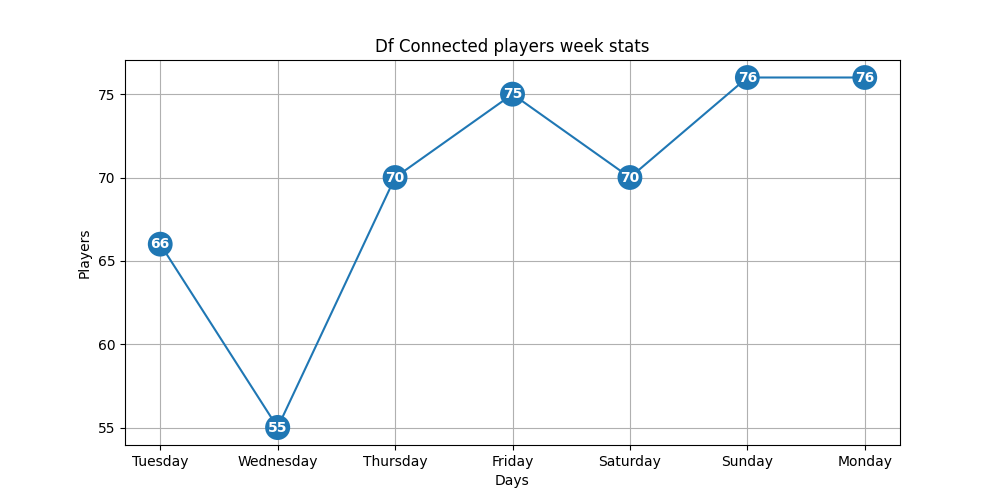 Df Connected players week stats
75
70
65
60
55
Players
66
55
70
75
70
76
76
Tuesday
Wednesday
Thursday
Friday
Saturday
Sunday
Monday
Days